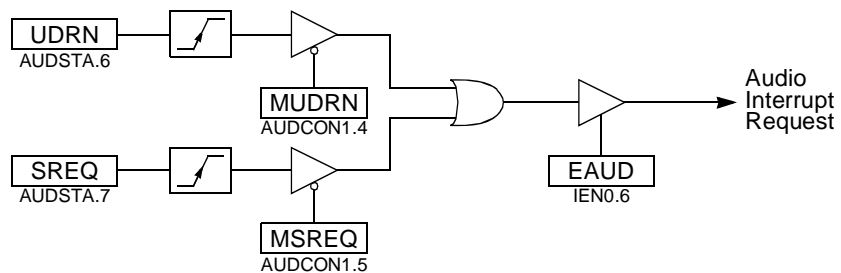 UDRN
AUDSTA.6
MUDRN
AUDCON1.4
Audio
Interrupt
Request
SREQ
AUDSTA.7
EAUD
IEN0.6
MSREQ
AUDCON1.5